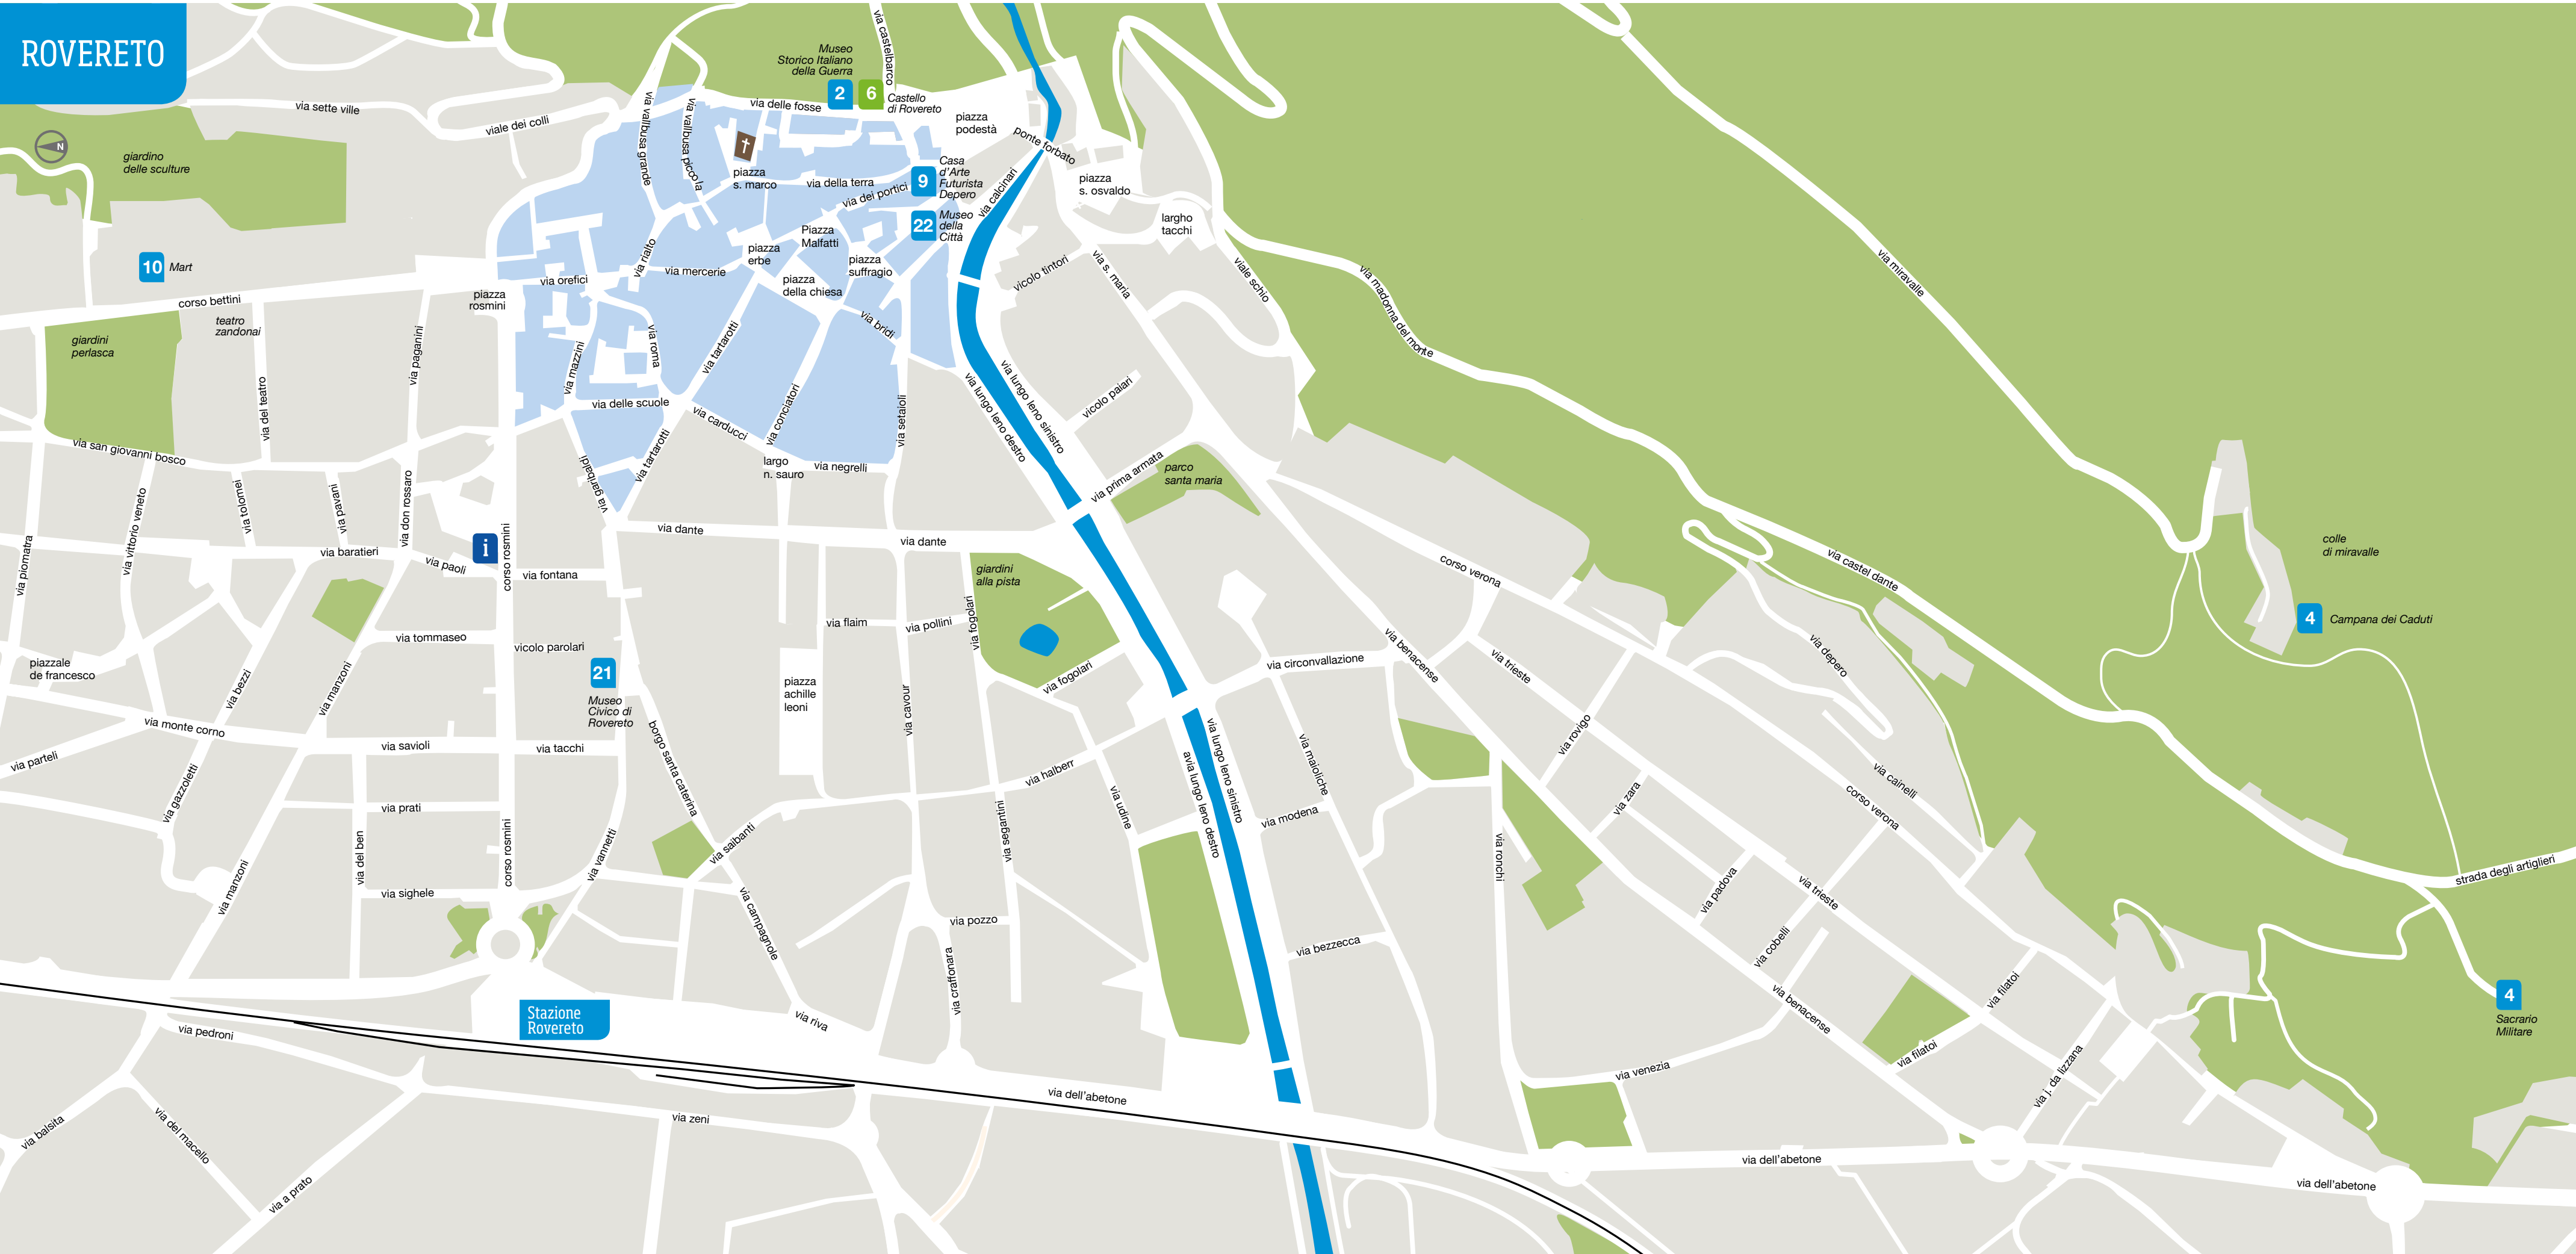 ROVERETO
N
giardino
delle sculture
via sette ville
viale dei colli
10
Mart
corso bettini
teatro
zandonai
giardini
perlasca
via del teatro
via paganini
piazza
rosmini
via san giovanni bosco
via vallbusa grande
via vallbusa piccola
via delle fosse
Museo
Storico Italiano
della Guerra
2
6
Castello
di Rovereto
via castelbarco
piazza
podestà
ponte forbato
piazza
s. marco
via della terra
via dei portici
9
Casa
d'Arte
Futurista
Depero
22
Museo
della
Città
via calcinari
piazza
s. osvaldo
largho
tacchi
Piazza
Malfatti
piazza
erbe
piazza
suffragio
piazza
della chiesa
via rialto
via mercerie
via orefici
via mazzini
via roma
via tartarotti
via delle scuole
via carducci
via conciatori
via bridi
via setaioli
largo
n. sauro
via negrelli
via tartarotti
via garibaldi
vicolo tintori
via s. maria
viale schio
via lungo leno destro
via lungo leno sinistro
vicolo paiari
via prima armata
parco
santa maria
via madonna del monte
via miravalle
colle
di miravalle
4
Campana dei Caduti
via castel dante
strada degli artiglieri
4
Sacrario
Militare
via piomatra
via vittorio veneto
via tolomei
via pavani
via don rossaro
via baratieri
via paoli
i
corso rosmini
via fontana
via dante
via dante
giardini
alla pista
via tommaseo
vicolo parolari
21
Museo
Civico di
Rovereto
piazzale
de francesco
via bezzi
via manzoni
via monte corno
via savioli
via tacchi
via parteli
via gazzoletti
via prati
via del ben
via sighele
via manzoni
corso rosmini
via vannetti
borgo santa caterina
via saibanti
via campagnole
piazza
achille
leoni
via flaim
via pollini
via fogolari
via fogolari
via cavour
via halberr
via segantini
via udine
via pozzo
via craffonara
via riva
avia lungo leno destro
via lungo leno sinistro
via circonvallazione
via maioliche
via modena
via bezzecca
via ronchi
via benacense
corso verona
via trieste
via rovigo
via zara
via depero
via cainelli
corso verona
via padova
via trieste
via cobelli
via benacense
via filatoi
via filatoi
via j. da lizzana
via venezia
Stazione
Rovereto
via pedroni
via balsita
via del macello
via a prato
via zeni
via dell'abetone
via dell'abetone
via dell'abetone